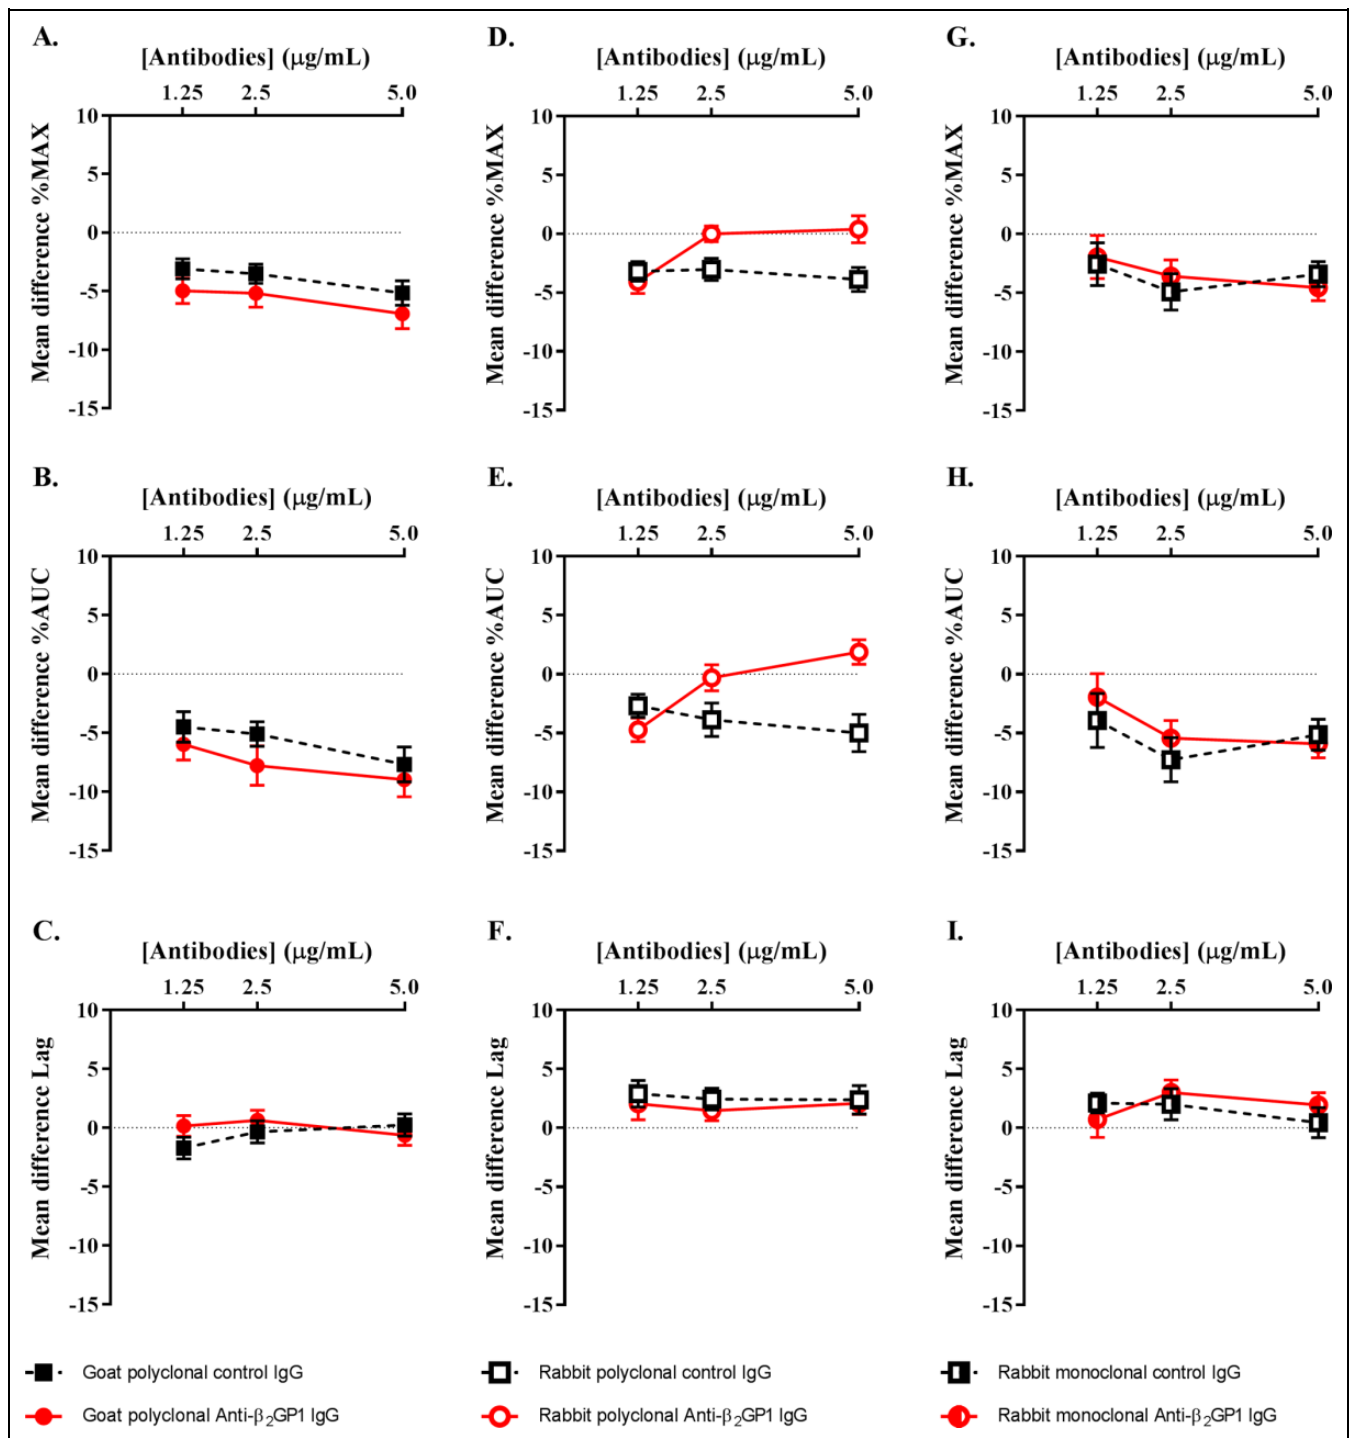 A.
[Antibodies] (μg/mL)
1.25 2.5 5.0
10
5
0
-5
-10
-15
Mean difference %MAX
D.
[Antibodies] (μg/mL)
1.25 2.5 5.0
10
5
0
-5
-10
-15
Mean difference %MAX
G.
[Antibodies] (μg/mL)
1.25 2.5 5.0
10
5
0
-5
-10
-15
Mean difference %MAX
B.
[Antibodies] (μg/mL)
1.25 2.5 5.0
10
5
0
-5
-10
-15
Mean difference %AUC
E.
[Antibodies] (μg/mL)
1.25 2.5 5.0
10
5
0
-5
-10
-15
Mean difference %AUC
H.
[Antibodies] (μg/mL)
1.25 2.5 5.0
10
5
0
-5
-10
-15
Mean difference %AUC
C.
[Antibodies] (μg/mL)
1.25 2.5 5.0
10
5
0
-5
-10
-15
Mean difference Lag
F.
[Antibodies] (μg/mL)
1.25 2.5 5.0
10
5
0
-5
-10
-15
Mean difference Lag
I.
[Antibodies] (μg/mL)
1.25 2.5 5.0
10
5
0
-5
-10
-15
Mean difference Lag
Goat polyclonal control IgG
Goat polyclonal Anti-β₂GP1 IgG
Rabbit polyclonal control IgG
Rabbit polyclonal Anti-β₂GP1 IgG
Rabbit monoclonal control IgG
Rabbit monoclonal Anti-β₂GP1 IgG